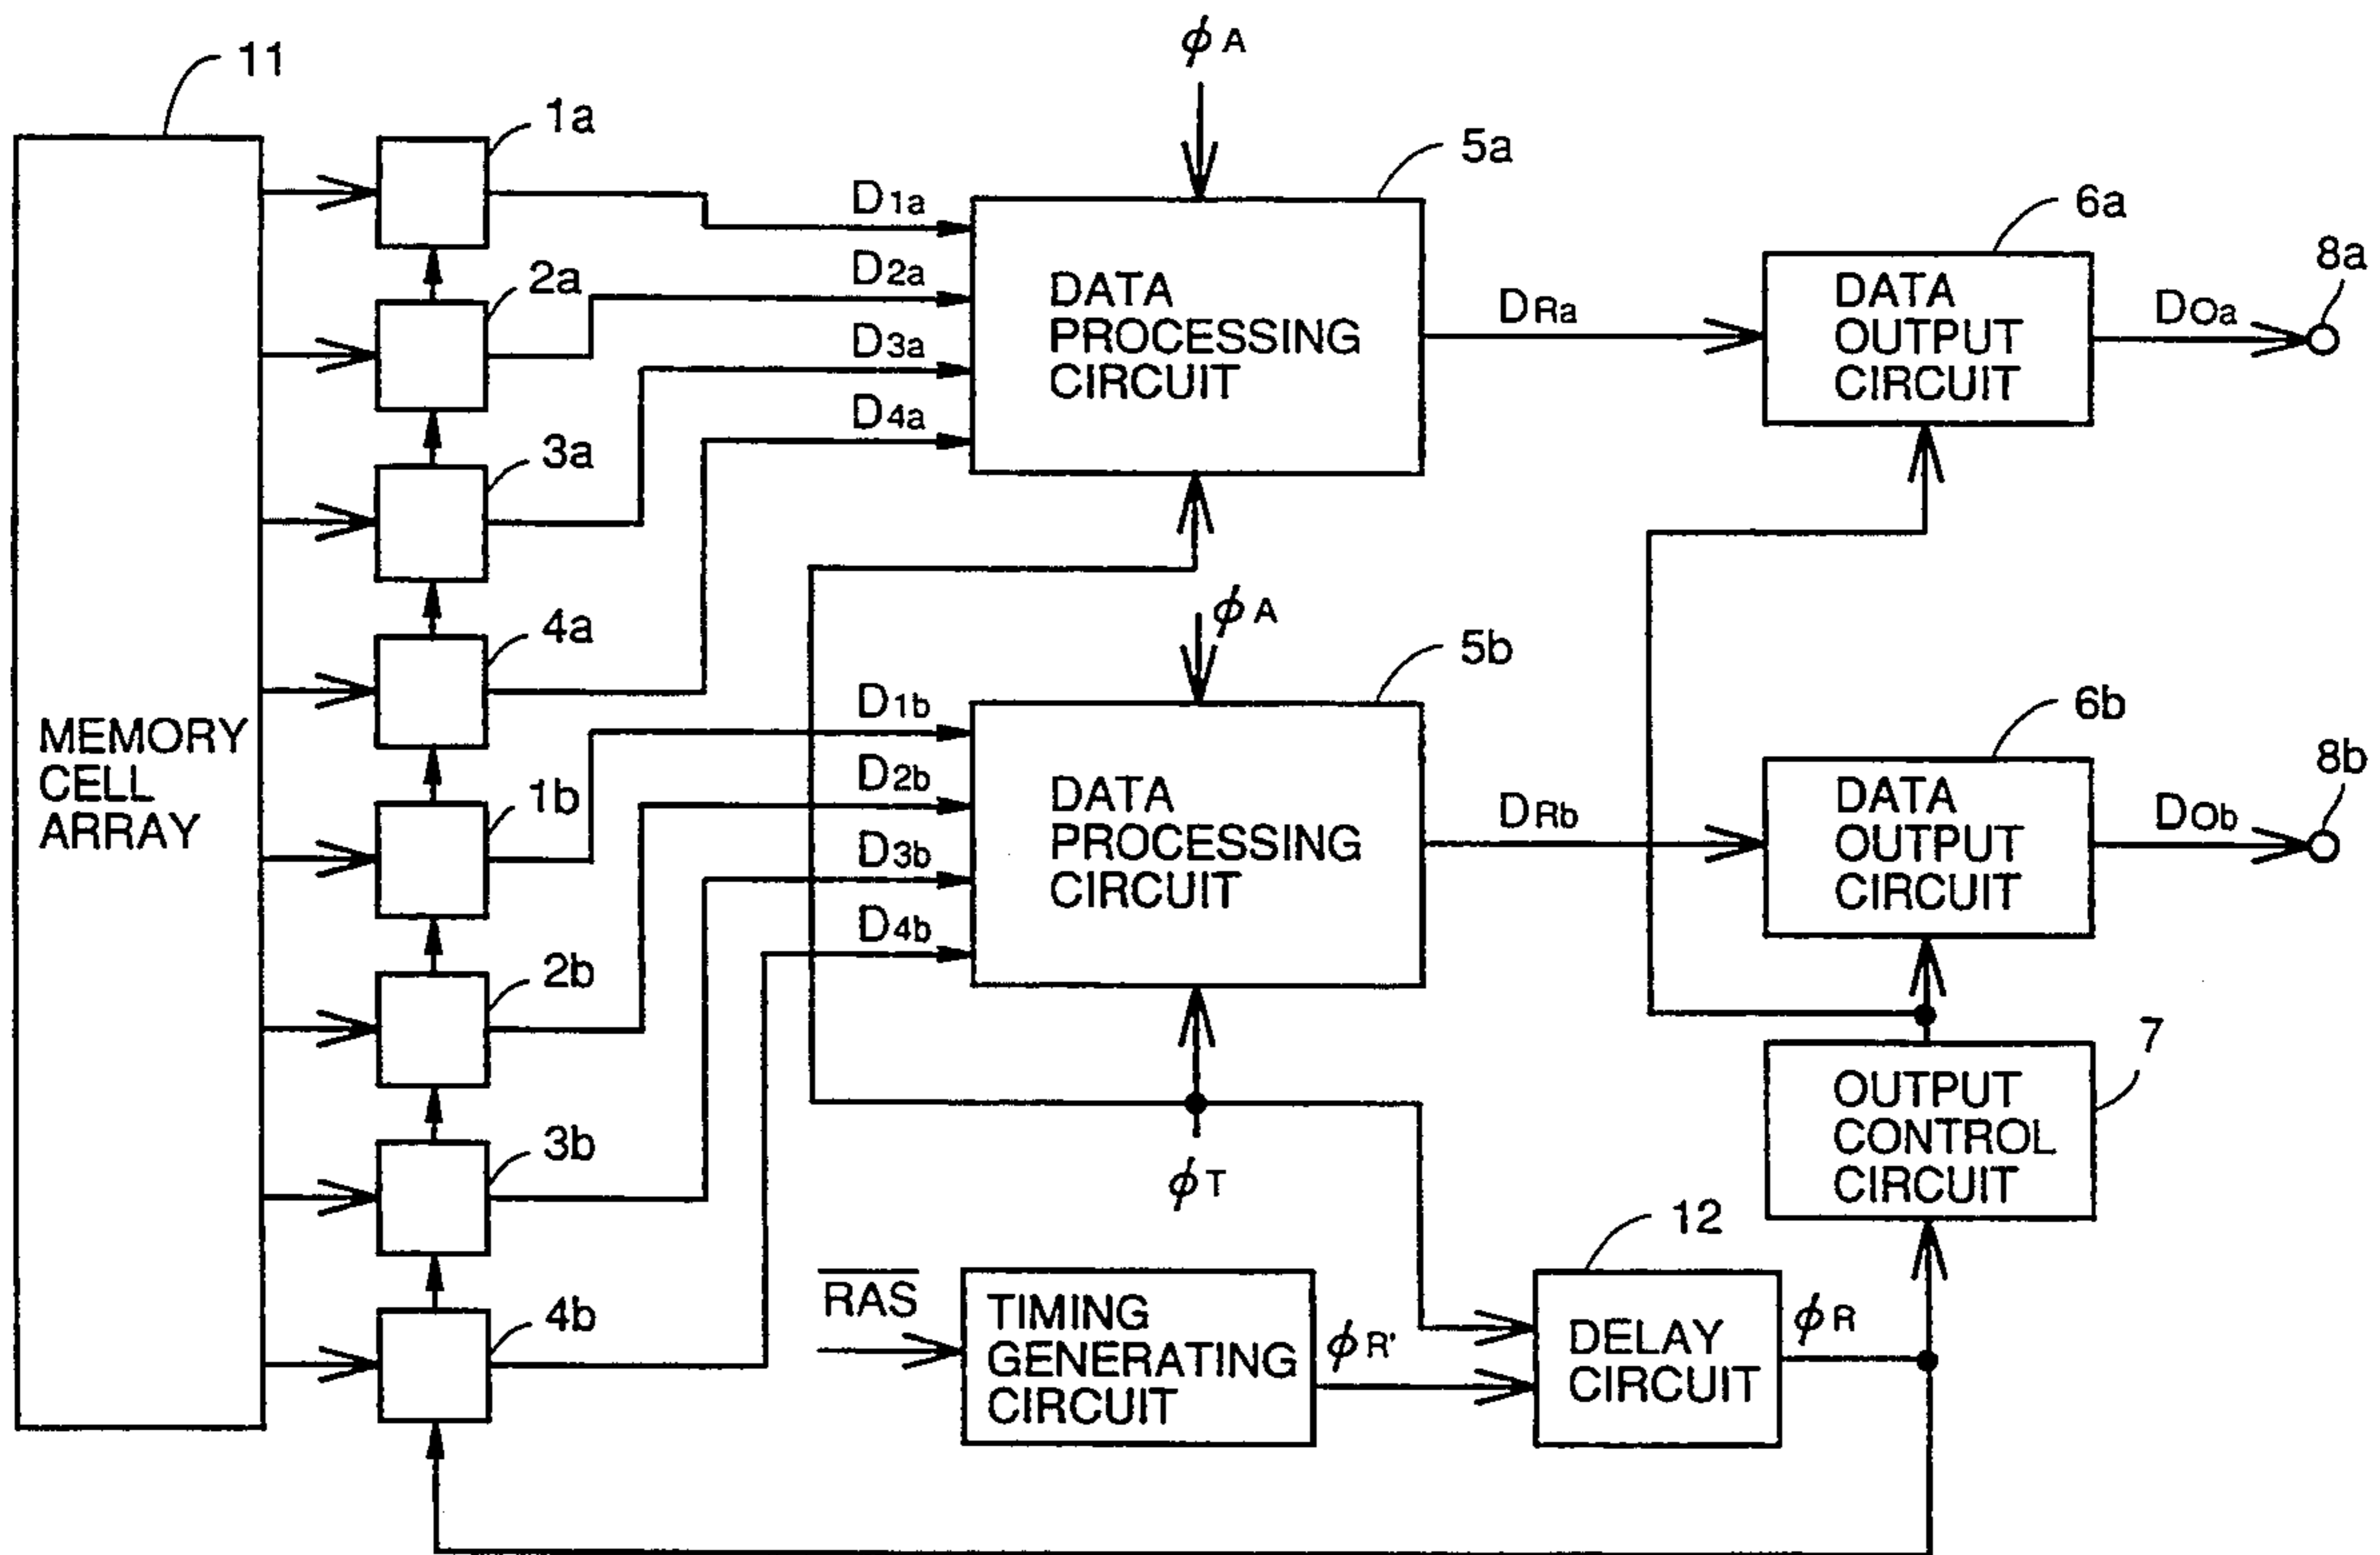 φA
11
1a
5a
D1a
6a
2a
D2a
8a
DATA
PROCESSING
CIRCUIT
DRa
DATA
OUTPUT
CIRCUIT
DOa
D3a
3a
D4a
4a
φA
5b
D1b
6b
MEMORY
CELL
ARRAY
8b
1b
D2b
DATA
PROCESSING
CIRCUIT
DRb
DATA
OUTPUT
CIRCUIT
DOb
D3b
2b
D4b
7
OUTPUT
CONTROL
CIRCUIT
3b
φT
12
RAS
4b
TIMING
GENERATING
CIRCUIT
φR'
DELAY
CIRCUIT
φR